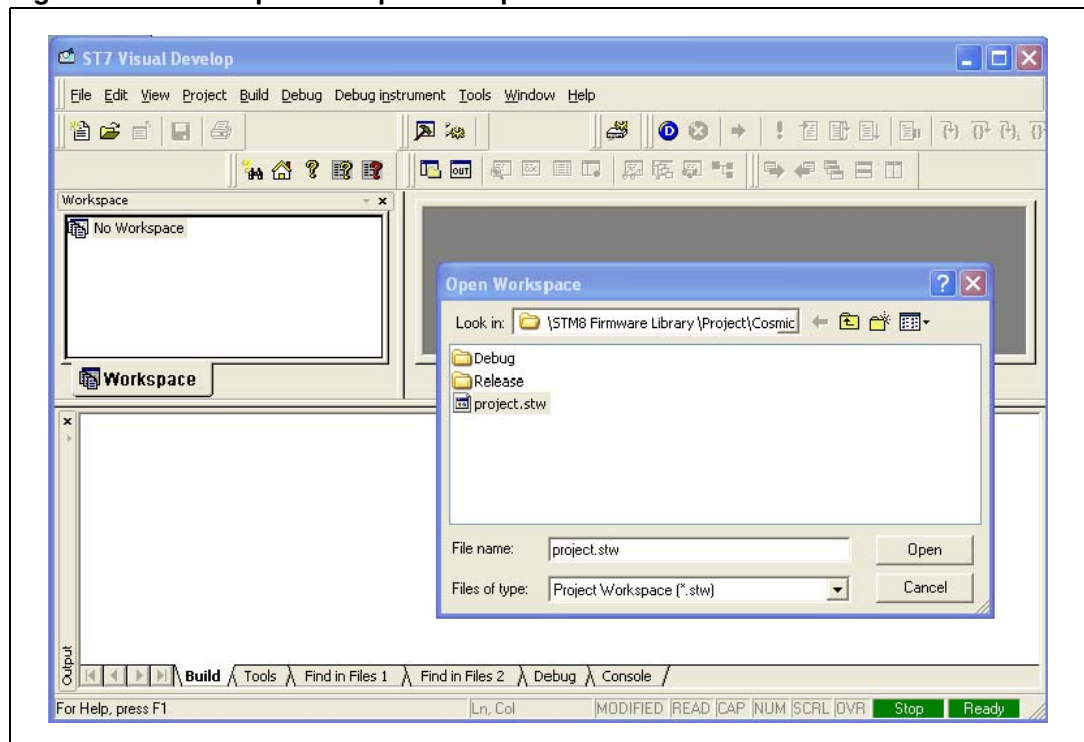 ST7 Visual Develop
File Edit View Project Build Debug Debug instrument Tools Window Help
D
OUT
Workspace
No Workspace
Workspace
Open Workspace
Look in: \STM8 Firmware Library \Project\Cosmic
Debug
Release
project.stw
File name: project.stw Open
Files of type: Project Workspace (*.stw) Cancel
Output
Build Tools Find in Files 1 Find in Files 2 Debug Console
For Help, press F1 Ln, Col MODIFIED READ CAP NUM SCRL OVR Stop Ready